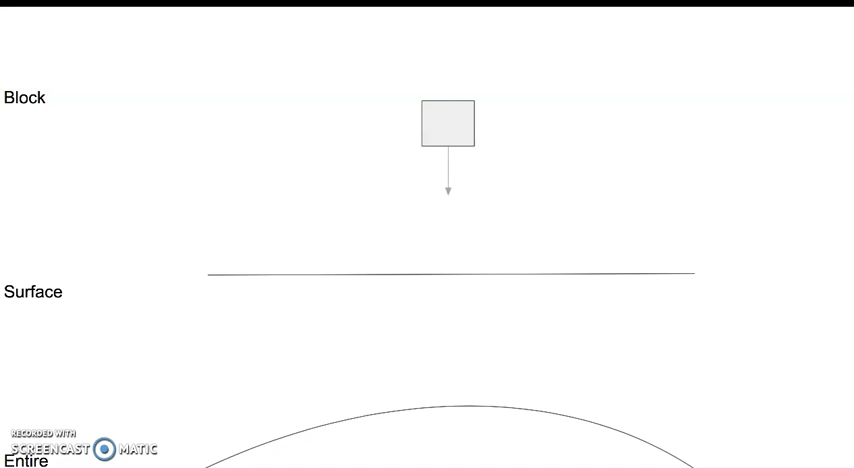 Block
Surface
RECORDED WITH
SCREENCAST MATIC
Entire